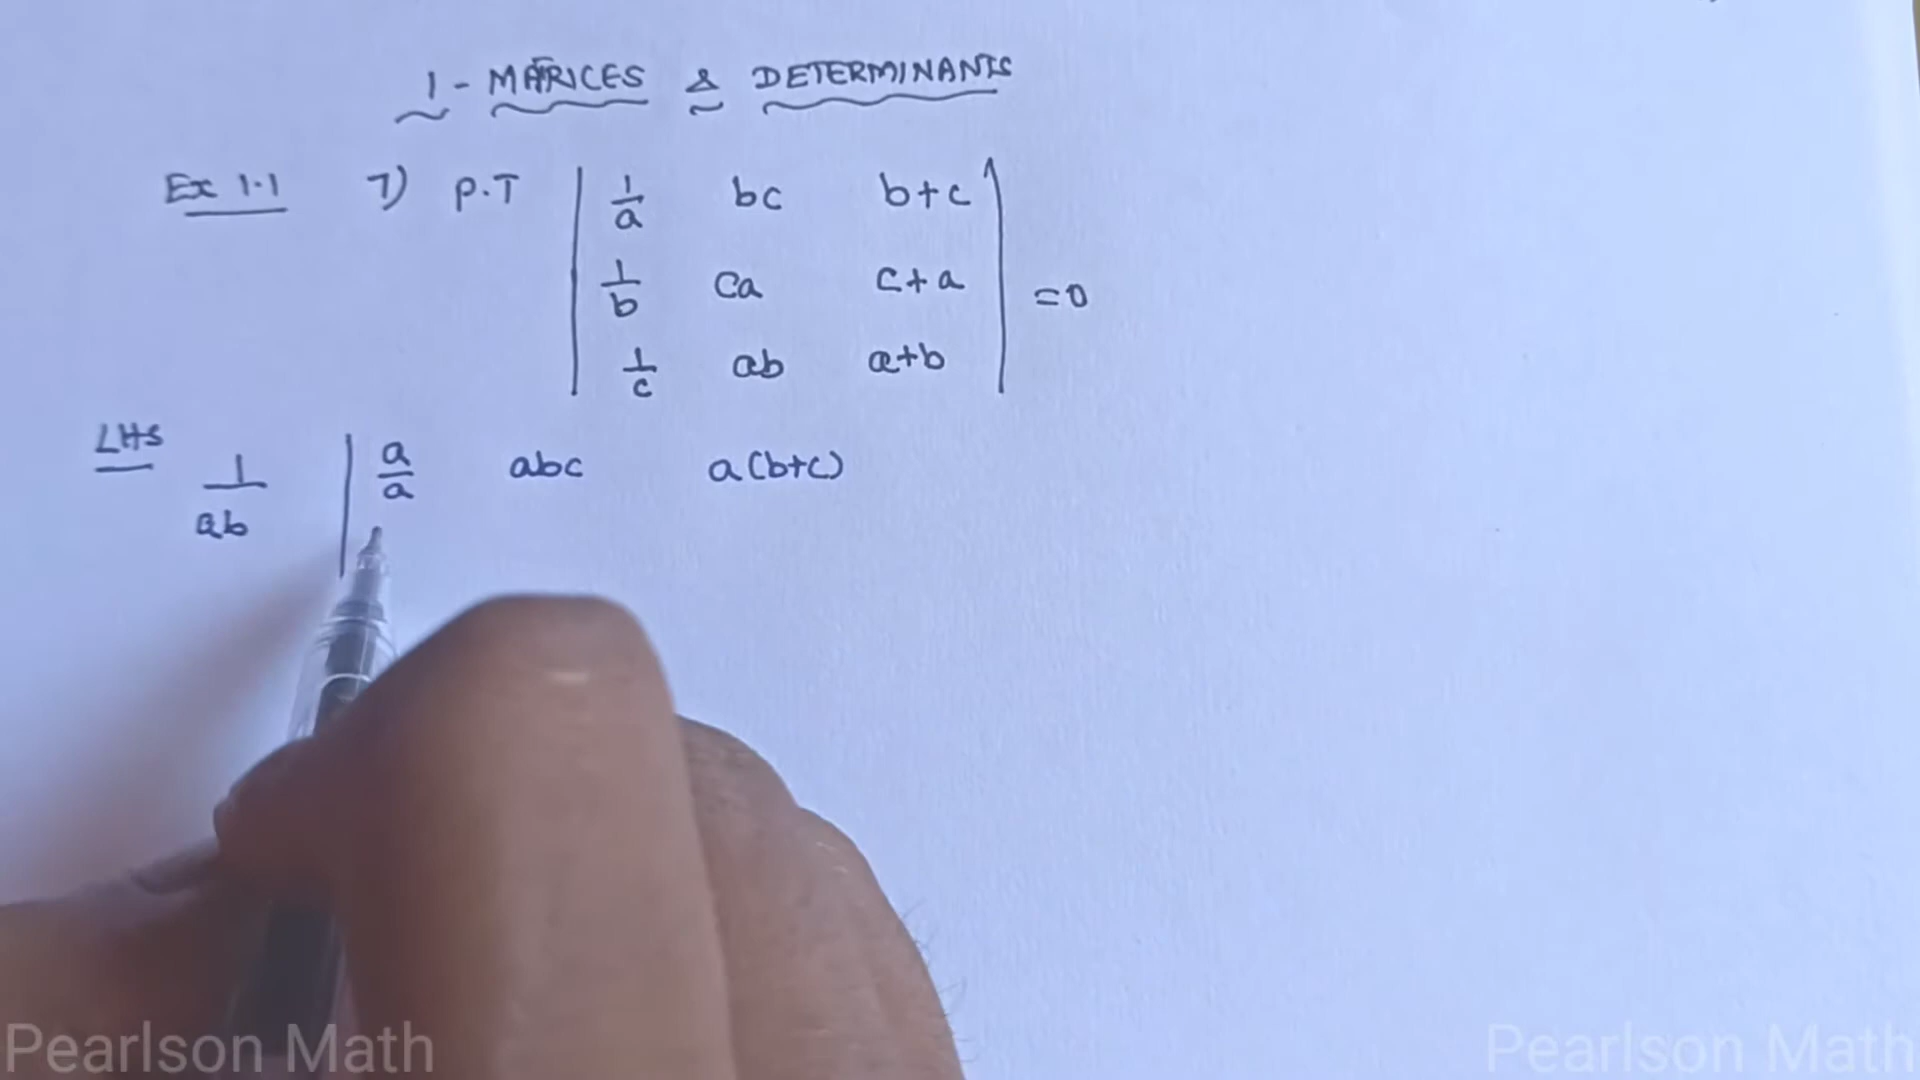 1 - MATRICES & DETERMINANTS
Ex 1.1 7) P.T | 1/a bc b+c |
| 1/b ca c+a | =0
| 1/c ab a+b |
LHS
1/ab | a/a abc a(b+c)
Pearlson Math Pearlson Math